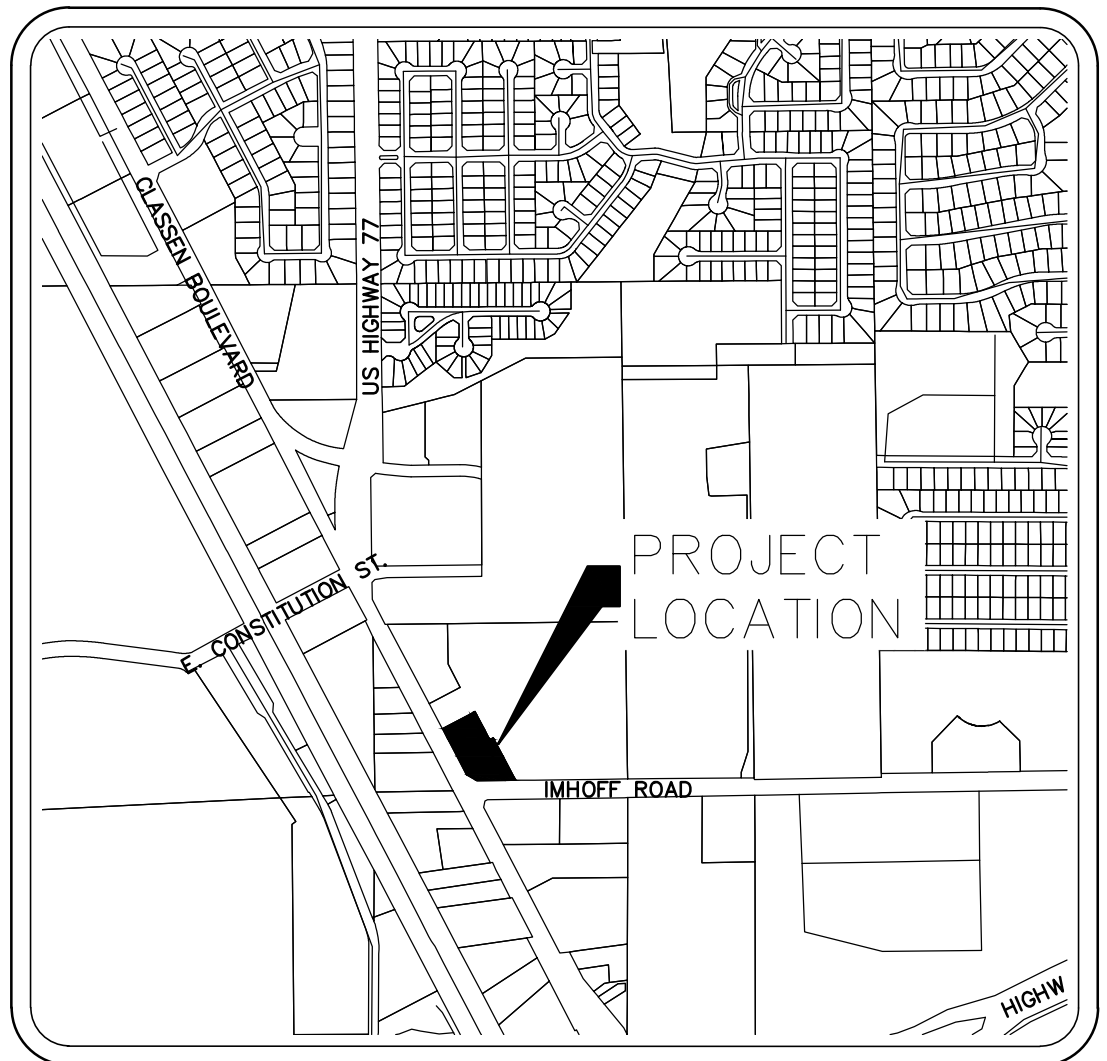 CLASSEN BOULEVARD
US HIGHWAY 77
PROJECT
LOCATION
E. CONSTITUTION ST.
IMHOFF ROAD
HIGHW